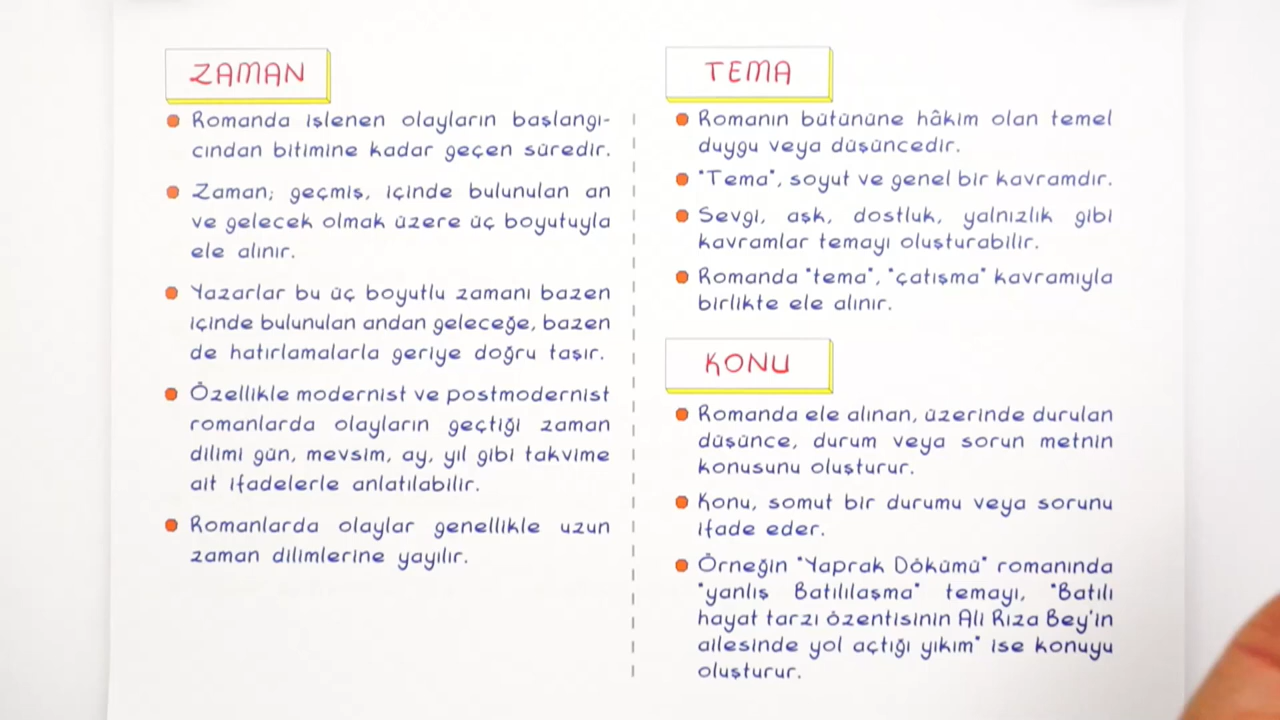 ZAMAN
Romanda işlenen olayların başlangı-
cından bitimine kadar geçen süredir.
Zaman; geçmiş, içinde bulunulan an
ve gelecek olmak üzere üç boyutuyla
ele alınır.
Yazarlar bu üç boyutlu zamanı bazen
içinde bulunulan andan geleceğe, bazen
de hatırlamalarla geriye doğru taşır.
Özellikle modernist ve postmodernist
romanlarda olayların geçtiği zaman
dilimi gün, mevsim, ay, yıl gibi takvime
ait ifadelerle anlatılabilir.
Romanlarda olaylar genellikle uzun
zaman dilimlerine yayılır.
TEMA
Romanın bütününe hâkim olan temel
duygu veya düşüncedir.
"Tema", soyut ve genel bir kavramdır.
Sevgi, aşk, dostluk, yalnızlık gibi
kavramlar temayı oluşturabilir.
Romanda "tema", "çatışma" kavramıyla
birlikte ele alınır.
KONU
Romanda ele alınan, üzerinde durulan
düşünce, durum veya sorun metnin
konusunu oluşturur.
Konu, somut bir durumu veya sorunu
ifade eder.
Örneğin "Yaprak Dökümü" romanında
"yanlış Batılılaşma" temayı, "Batılı
hayat tarzı özentisinin Ali Rıza Bey'in
ailesinde yol açtığı yıkım" ise konuyu
oluşturur.